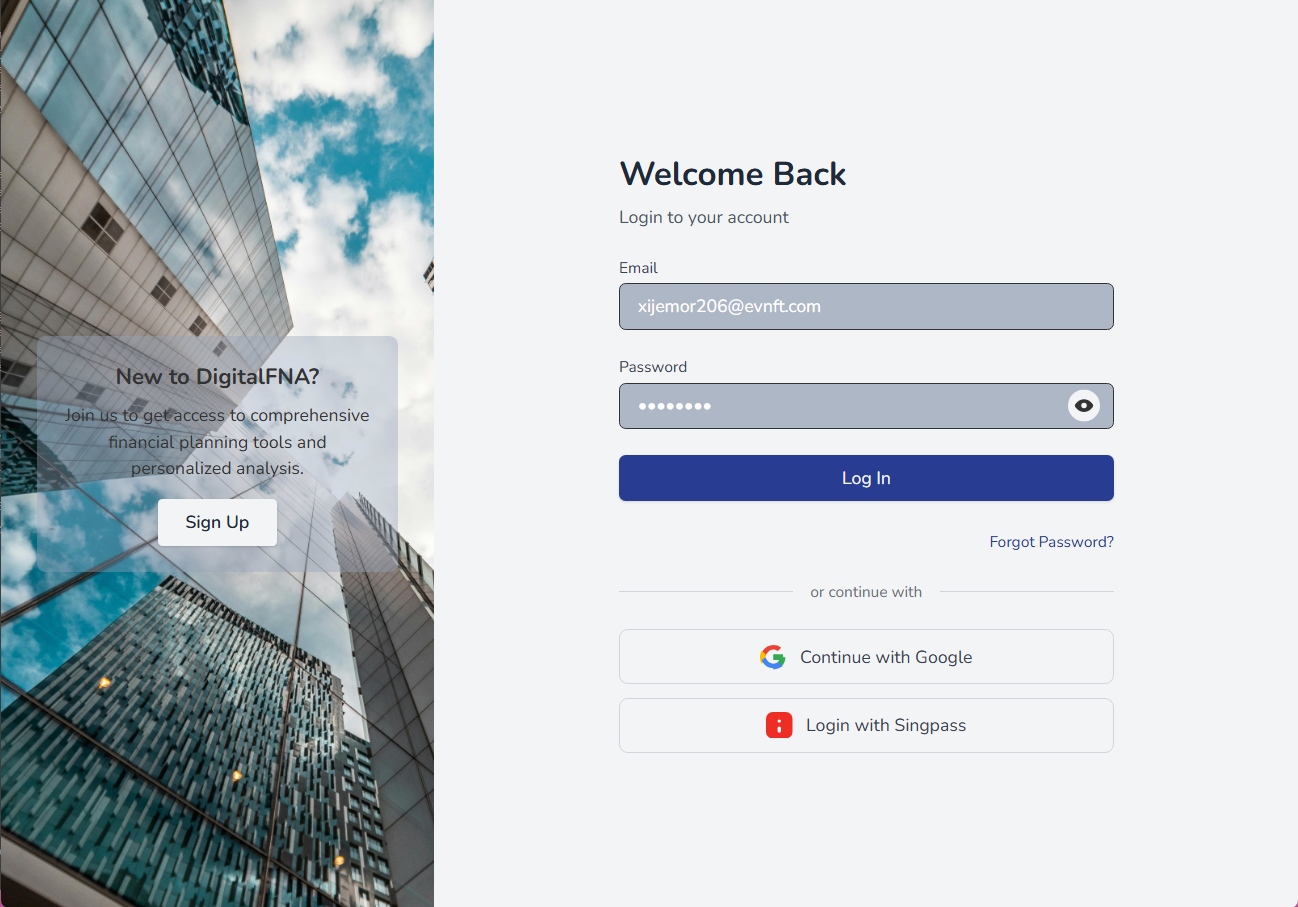 New to DigitalFNA?
Join us to get access to comprehensive
financial planning tools and
personalized analysis.
Sign Up
Welcome Back
Login to your account
Email
xijemor206@evnft.com
Password
••••••••
Log In
Forgot Password?
or continue with
Continue with Google
Login with Singpass